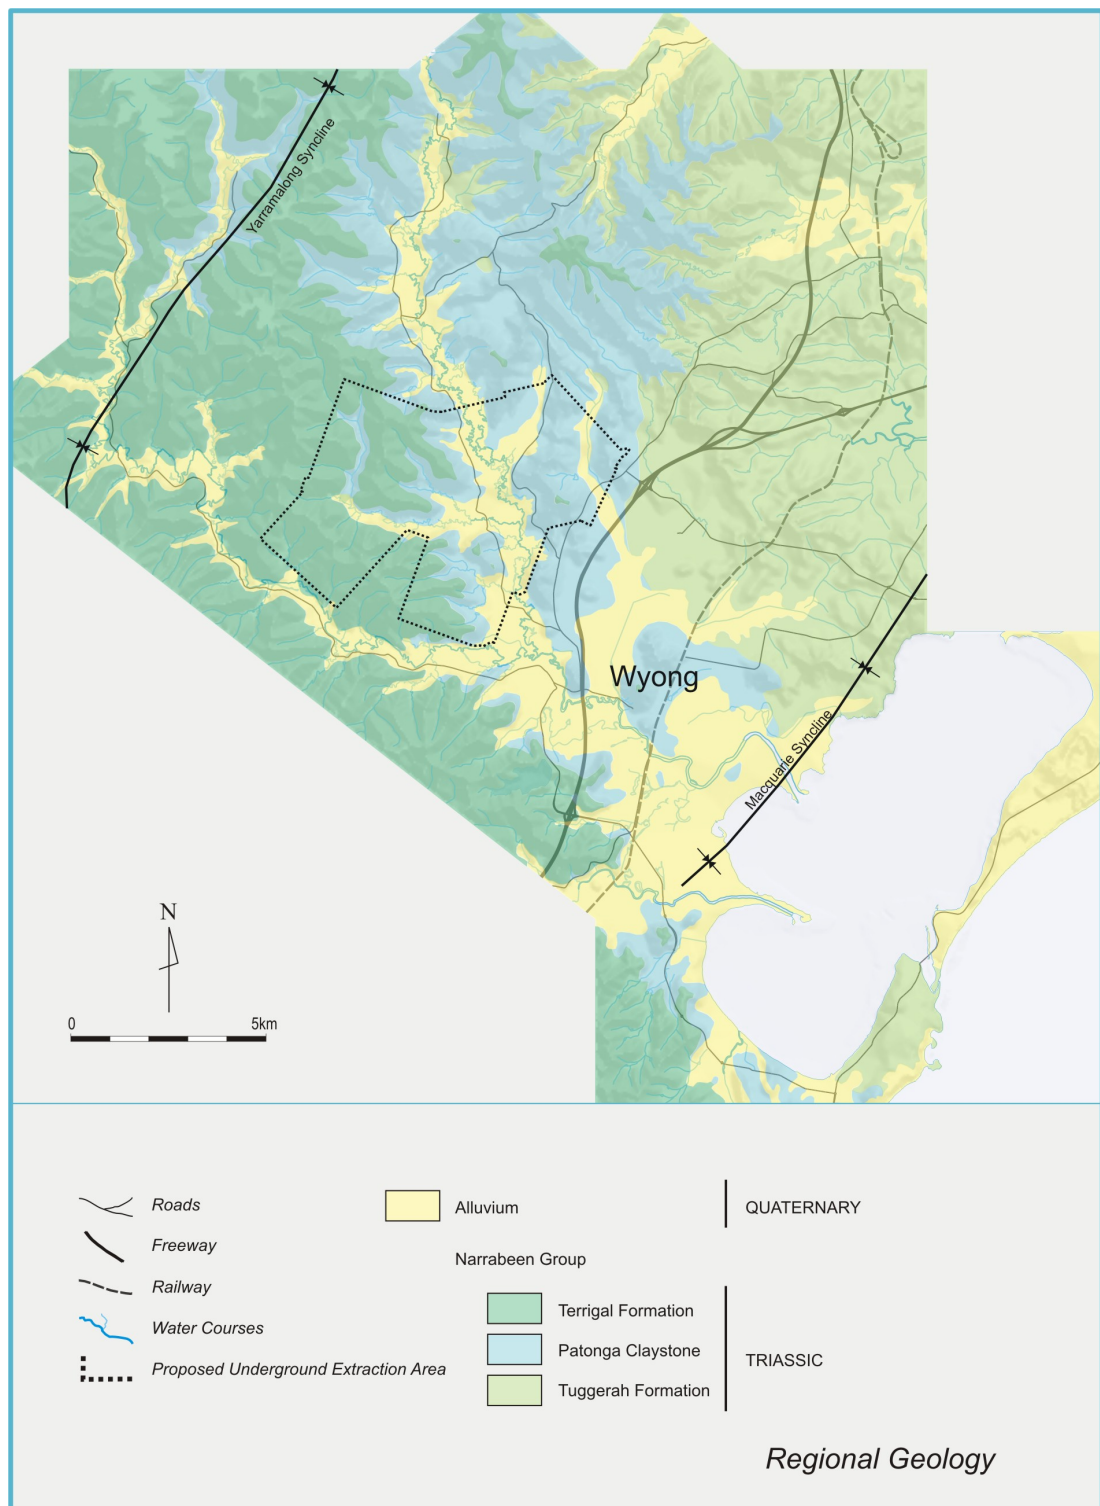 Yarramalong Syncline
Wyong
Macquarie Syncline
N
0 5km
Roads
Freeway
Railway
Water Courses
Proposed Underground Extraction Area
Alluvium
QUATERNARY
Narrabeen Group
Terrigal Formation
Patonga Claystone
Tuggerah Formation
TRIASSIC
Regional Geology